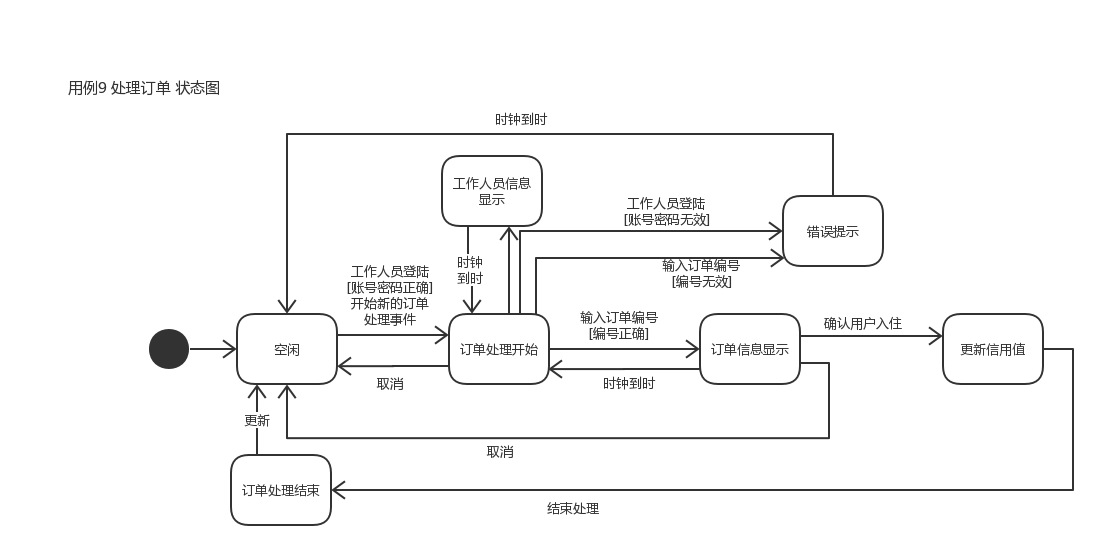 用例9 处理订单 状态图
时钟到时
工作人员信息
显示
工作人员登陆
[账号密码无效]
错误提示
时钟
到时
输入订单编号
[编号无效]
工作人员登陆
[账号密码正确]
开始新的订单
处理事件
输入订单编号
[编号正确]
确认用户入住
空闲
订单处理开始
订单信息显示
更新信用值
取消
时钟到时
更新
取消
订单处理结束
结束处理